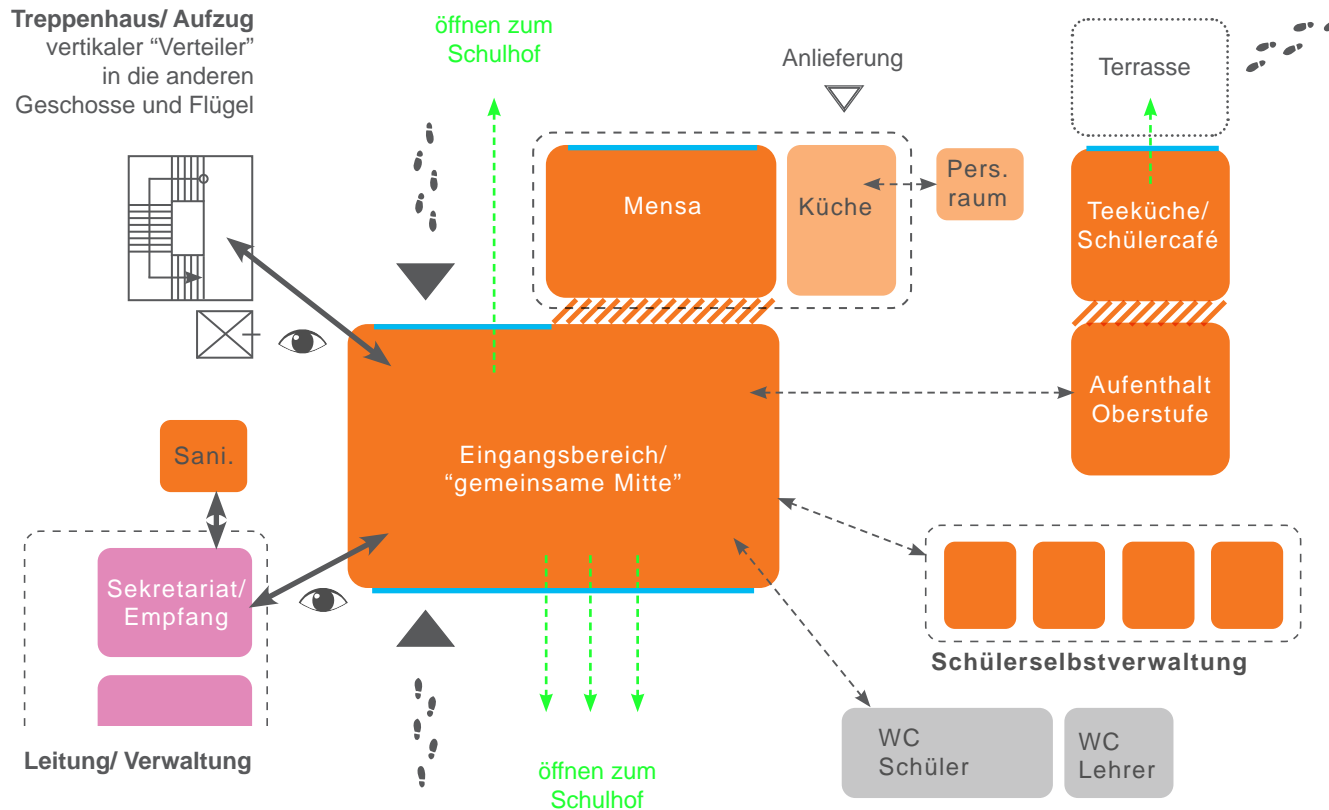 Treppenhaus/ Aufzug
vertikaler “Verteiler”
in die anderen
Geschosse und Flügel
öffnen zum
Schulhof
Anlieferung
Terrasse
Mensa
Küche
Pers.
raum
Teeküche/
Schülercafé
Aufenthalt
Oberstufe
Eingangsbereich/
“gemeinsame Mitte”
Sani.
Sekretariat/
Empfang
Leitung/ Verwaltung
Schülerselbstverwaltung
WC
Schüler
WC
Lehrer
öffnen zum
Schulhof